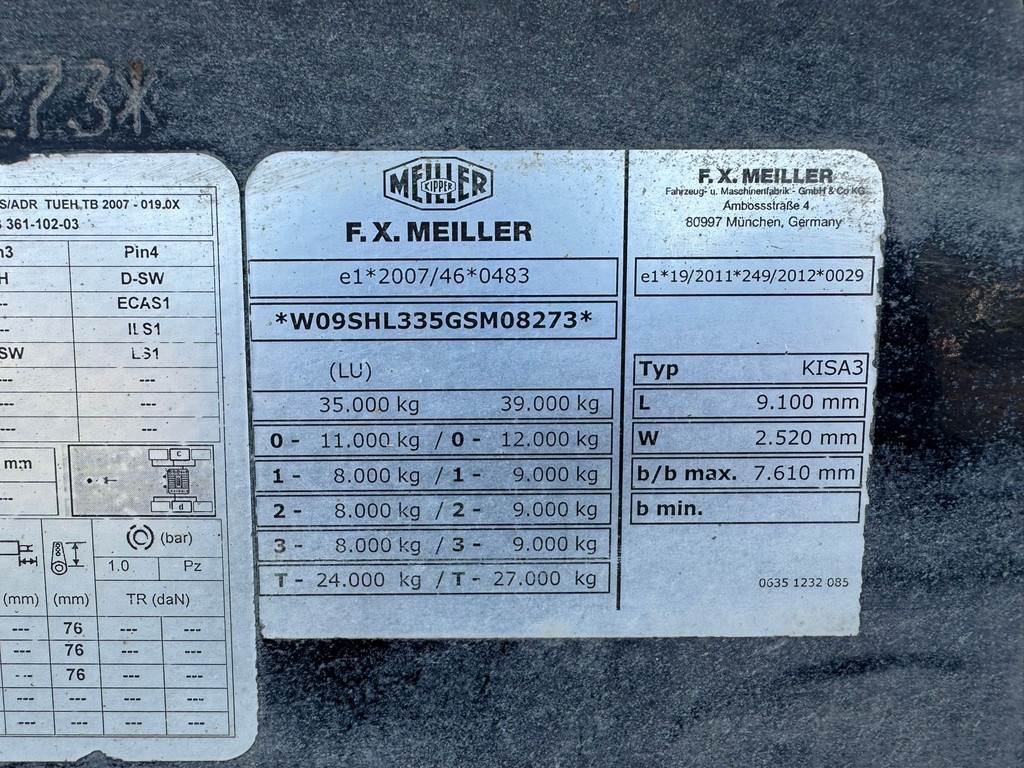 273*
S/ADR TUEH.TB 2007 - 019.0X
361-102-03
Pin4
H D-SW
-- ECAS1
-- ILS1
SW LS1
--- ---
--- ---
--- ---
mm
---
C
d
(bar)
1.0 Pz
(mm) (mm) TR (daN)
--- 76 --- ---
--- 76 --- ---
--- 76 --- ---
--- --- --- ---
--- --- --- ---
MEILLER
KIPPER
F. X. MEILLER
e1*2007/46*0483
*W09SHL335GSM08273*
(LU)
35.000 kg 39.000 kg
0 - 11.000 kg / 0 - 12.000 kg
1 - 8.000 kg / 1 - 9.000 kg
2 - 8.000 kg / 2 - 9.000 kg
3 - 8.000 kg / 3 - 9.000 kg
T - 24.000 kg / T - 27.000 kg
F. X. MEILLER
Fahrzeug- u. Maschinenfabrik - GmbH & Co KG
Ambossstraße 4
80997 München, Germany
e1*19/2011*249/2012*0029
Typ KISA3
L 9.100 mm
W 2.520 mm
b/b max. 7.610 mm
b min.
0635 1232 085